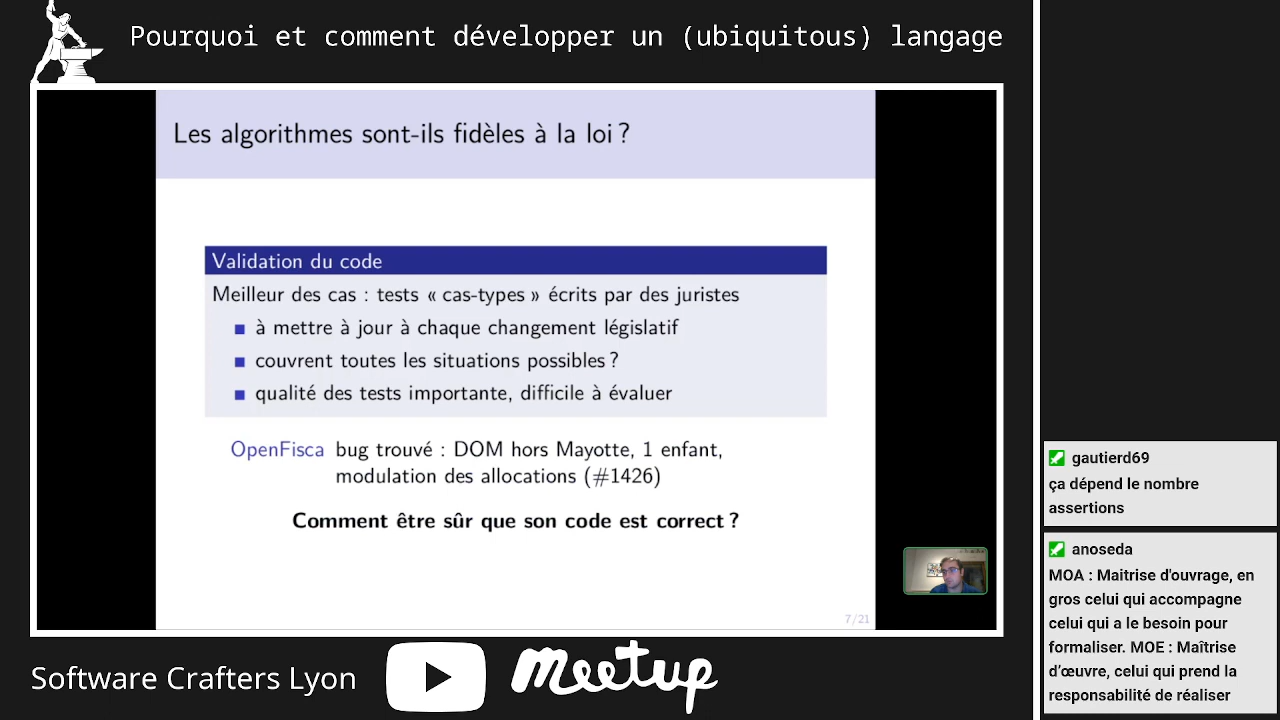 Pourquoi et comment développer un (ubiquitous) langage
Les algorithmes sont-ils fidèles à la loi ?
Validation du code
Meilleur des cas : tests « cas-types » écrits par des juristes
à mettre à jour à chaque changement législatif
couvrent toutes les situations possibles ?
qualité des tests importante, difficile à évaluer
OpenFisca bug trouvé : DOM hors Mayotte, 1 enfant,
modulation des allocations (#1426)
Comment être sûr que son code est correct ?
7/21
gautierd69
ça dépend le nombre
assertions
anoseda
MOA : Maitrise d'ouvrage, en
gros celui qui accompagne
celui qui a le besoin pour
formaliser. MOE : Maîtrise
d'œuvre, celui qui prend la
responsabilité de réaliser
Software Crafters Lyon
meetup